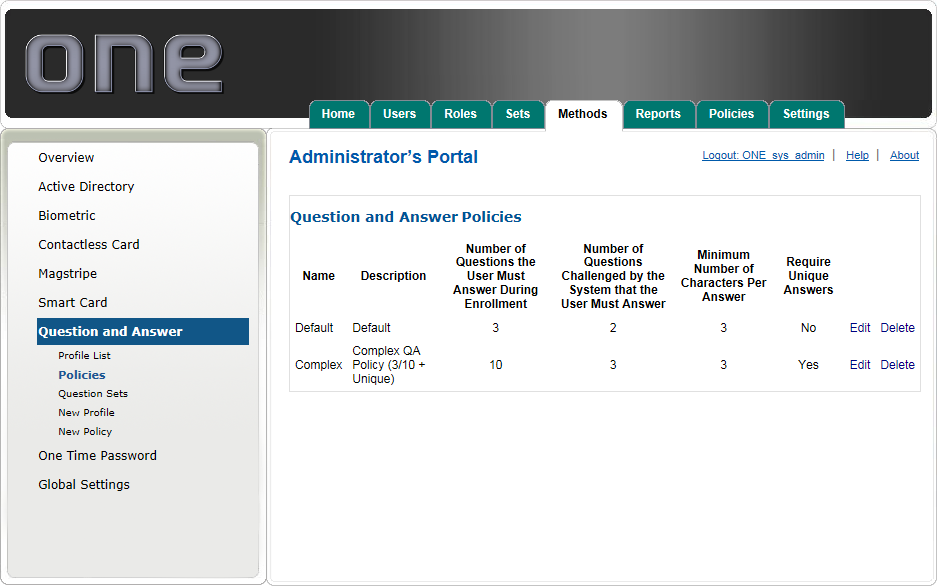 one
Home Users Roles Sets Methods Reports Policies Settings
Overview
Active Directory
Biometric
Contactless Card
Magstripe
Smart Card
Question and Answer
Profile List
Policies
Question Sets
New Profile
New Policy
One Time Password
Global Settings
Administrator's Portal
Logout: ONE_sys_admin | Help | About
Question and Answer Policies
Name
Description
Number of
Questions the
User Must
Answer During
Enrollment
Number of
Questions
Challenged by the
System that the
User Must Answer
Minimum
Number of
Characters Per
Answer
Require
Unique
Answers
Default Default 3 2 3 No Edit Delete
Complex
Complex QA
Policy (3/10 +
Unique)
10 3 3 Yes Edit Delete